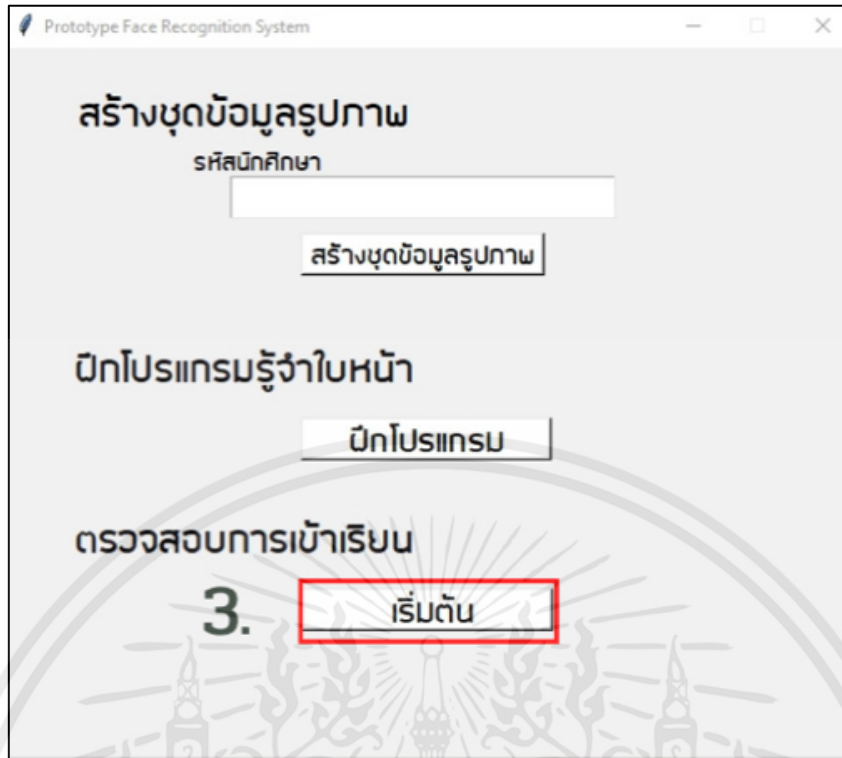 Prototype Face Recognition System
สร้างชุดข้อมูลรูปภาพ
รหัสนักศึกษา
สร้างชุดข้อมูลรูปภาพ
ฝึกโปรแกรมรู้จำใบหน้า
ฝึกโปรแกรม
ตรวจสอบการเข้าเรียน
3. เริ่มต้น